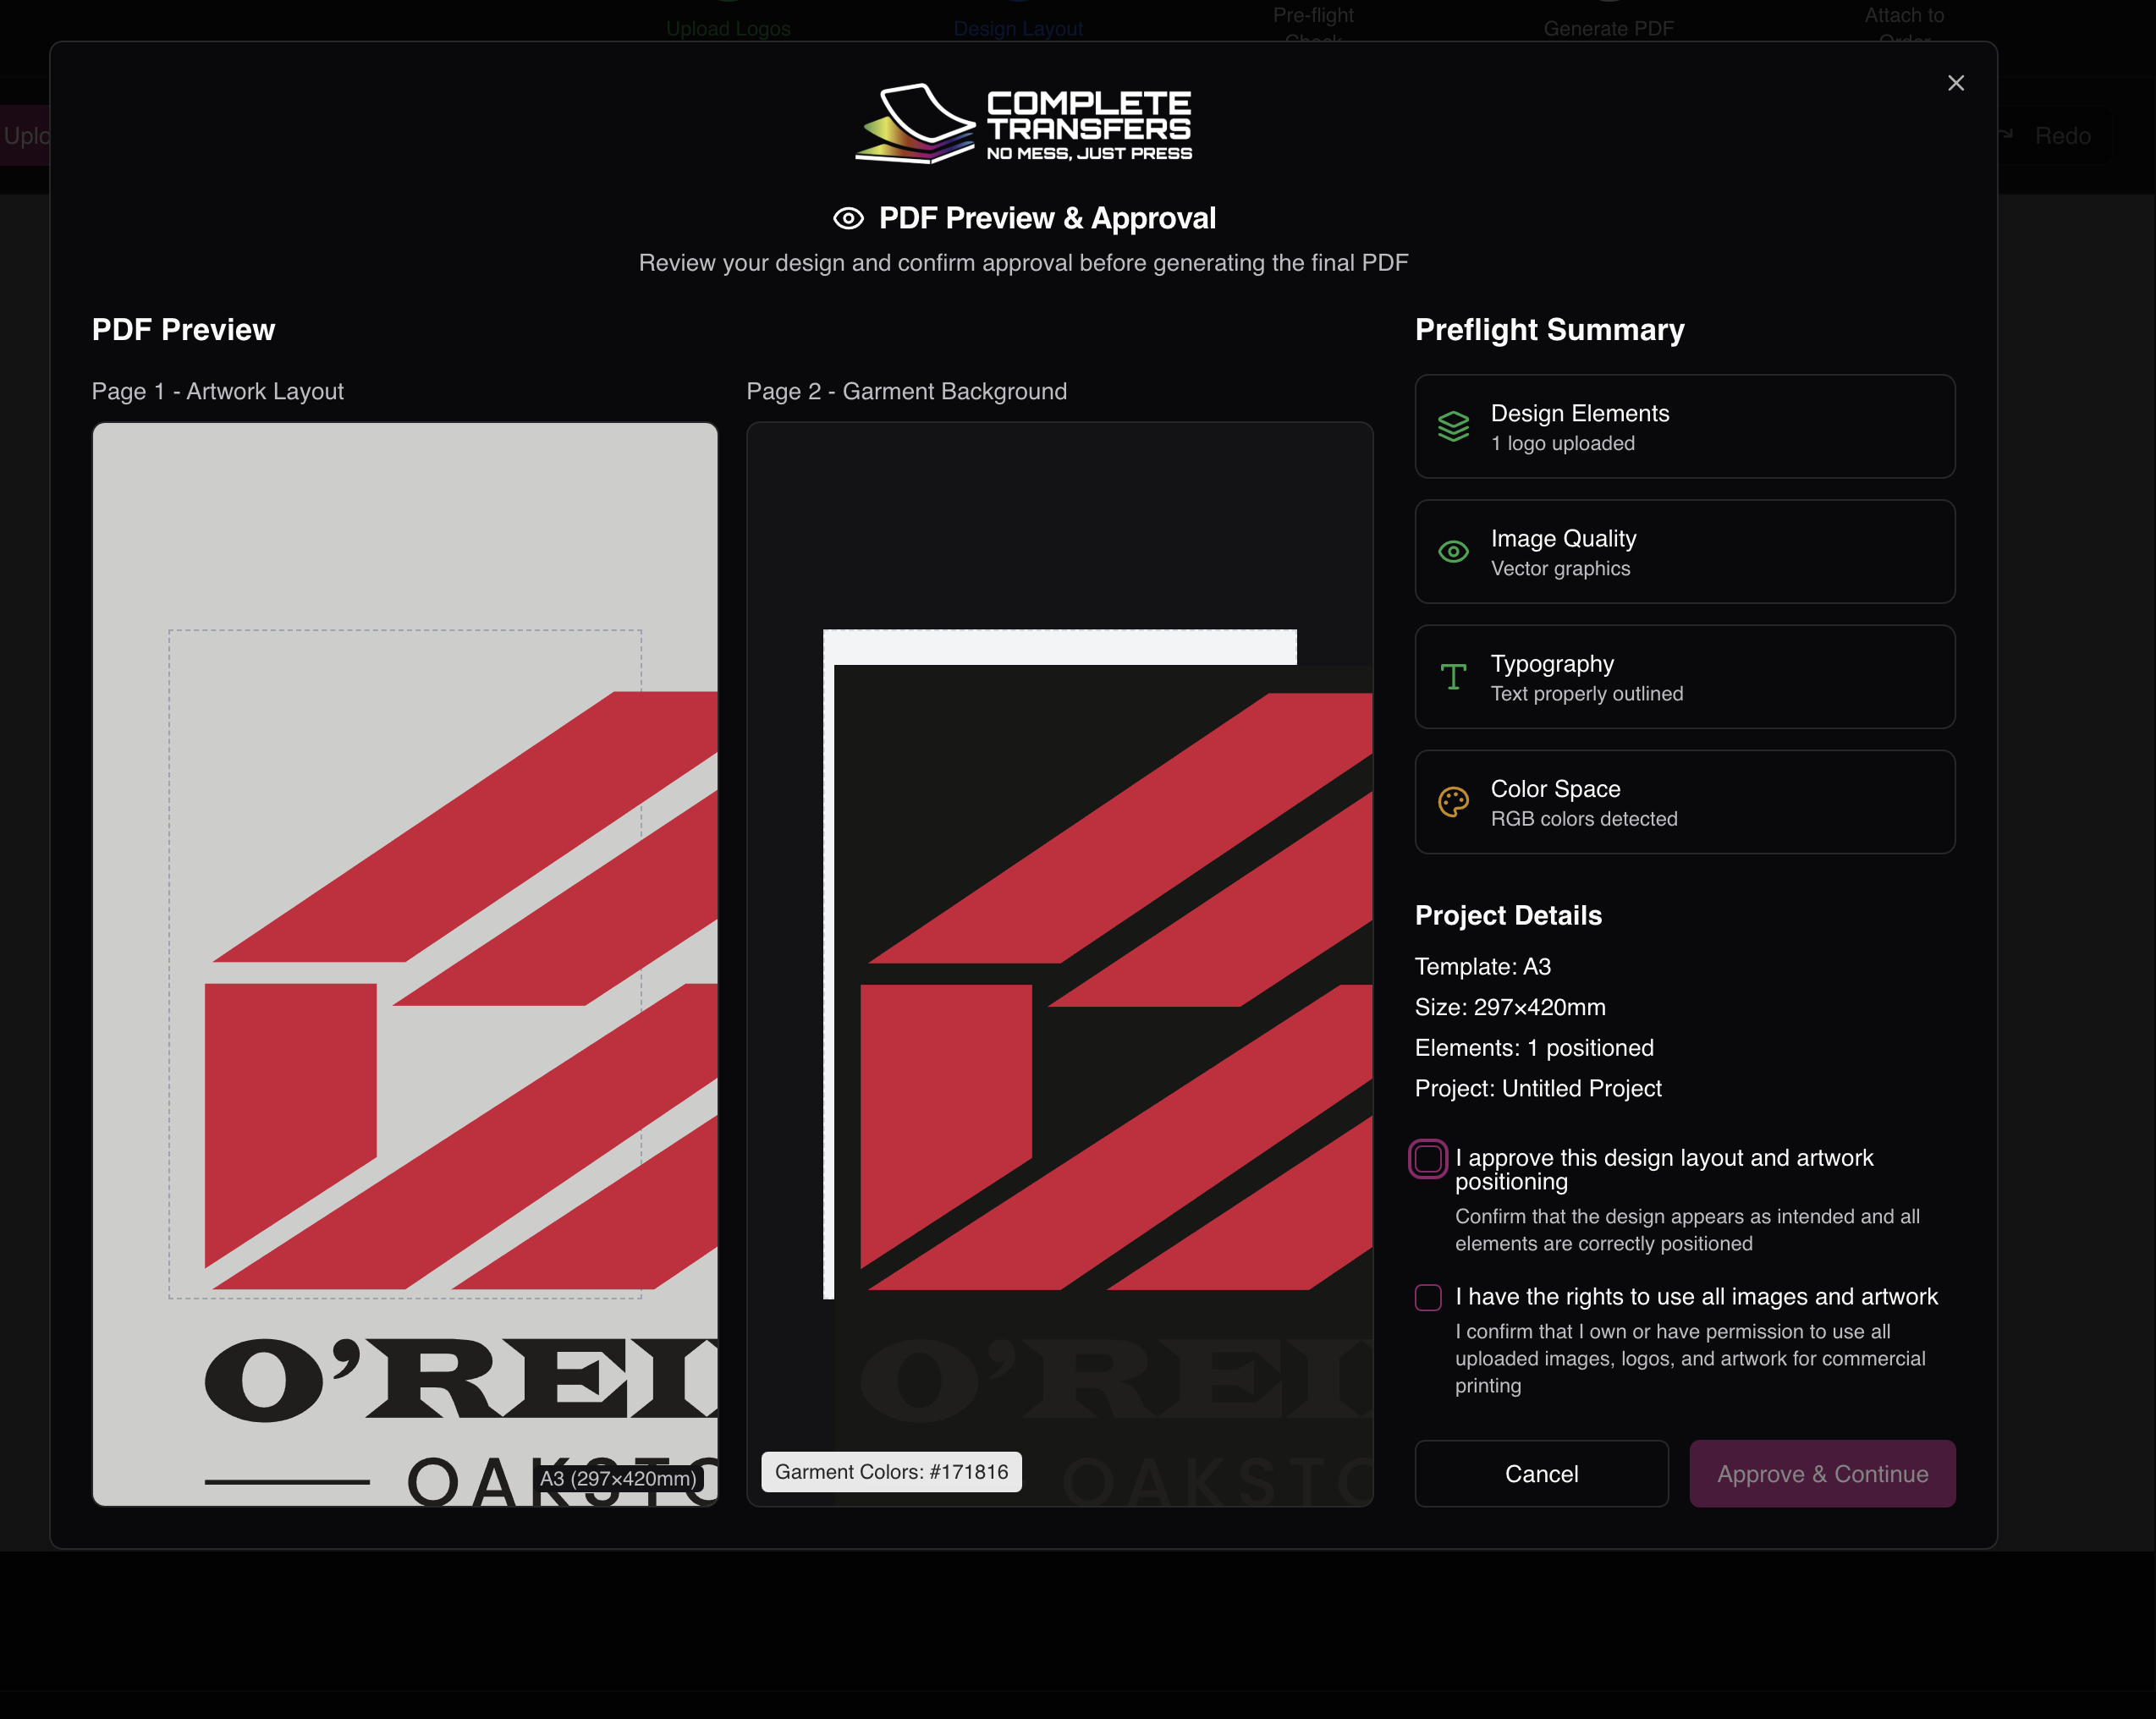 Upload Logos
Design Layout
Pre-flight
Check
Generate PDF
Attach to
Order
Uplo
Redo
COMPLETE
TRANSFERS
NO MESS, JUST PRESS
PDF Preview & Approval
Review your design and confirm approval before generating the final PDF
PDF Preview
Page 1 - Artwork Layout
O’REI
OAKSTO
A3 (297×420mm)
Page 2 - Garment Background
O’REI
OAKSTO
Garment Colors: #171816
Preflight Summary
Design Elements
1 logo uploaded
Image Quality
Vector graphics
Typography
Text properly outlined
Color Space
RGB colors detected
Project Details
Template: A3
Size: 297×420mm
Elements: 1 positioned
Project: Untitled Project
I approve this design layout and artwork
positioning
Confirm that the design appears as intended and all
elements are correctly positioned
I have the rights to use all images and artwork
I confirm that I own or have permission to use all
uploaded images, logos, and artwork for commercial
printing
Cancel
Approve & Continue